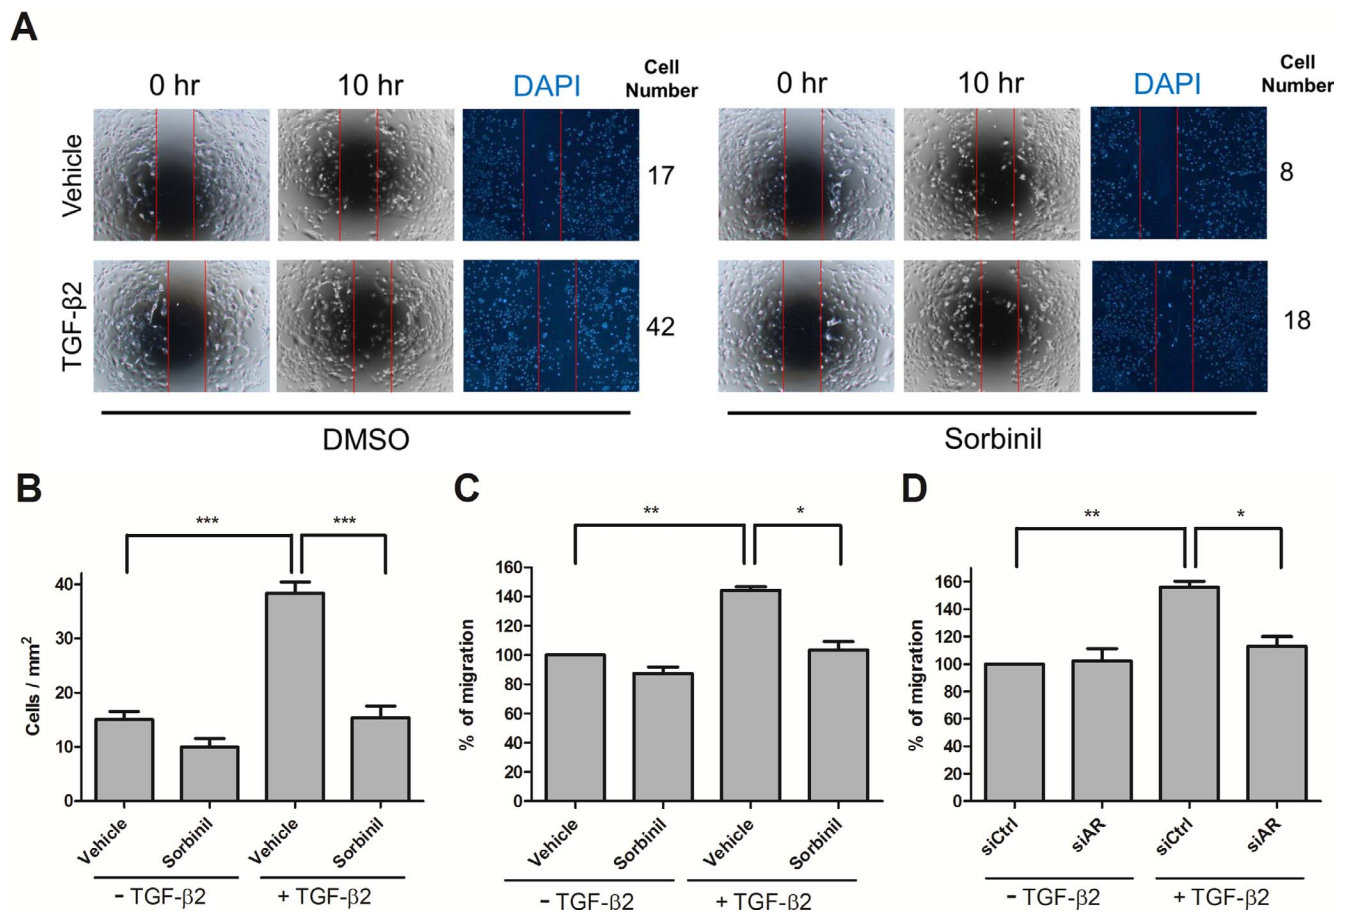 A
0 hr 10 hr DAPI Cell Number 0 hr 10 hr DAPI Cell Number
Vehicle 17 8
TGF-β2 42 18
DMSO Sorbinil
B
*** ***
Cells / mm²
40
30
20
10
0
Vehicle Sorbinil Vehicle Sorbinil
- TGF-β2 + TGF-β2
C
** *
% of migration
160
140
120
100
80
60
40
20
0
Vehicle Sorbinil Vehicle Sorbinil
- TGF-β2 + TGF-β2
D
** *
% of migration
160
140
120
100
80
60
40
20
0
siCtrl siAR siCtrl siAR
- TGF-β2 + TGF-β2